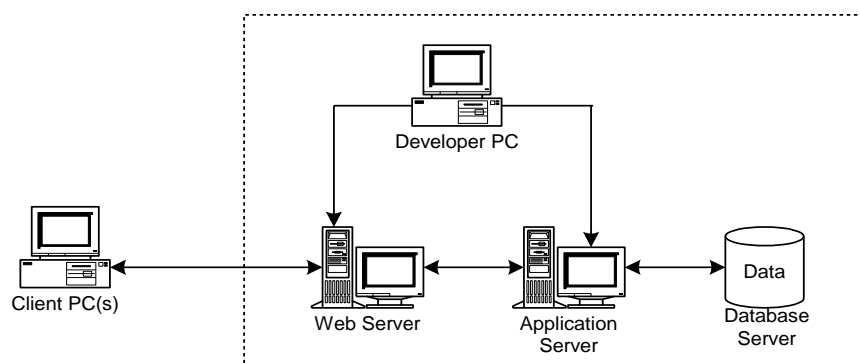 Developer PC
Client PC(s)
Web Server
Application
Server
Data
Database
Server